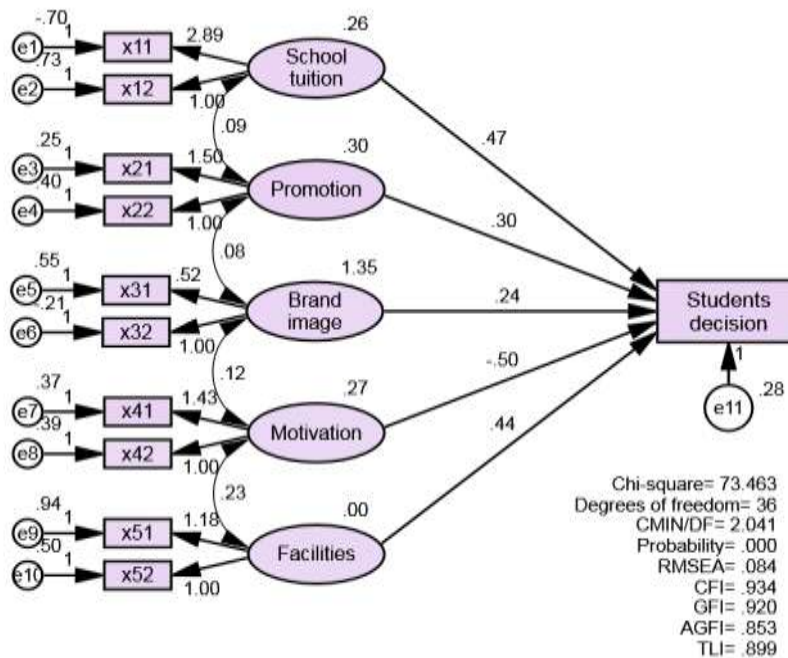 -.70
1
e1
x11
2.89
.26
School
tuition
.73
1
e2
x12
1.00
.09
.47
.25
1
e3
x21
1.50
.30
Promotion
.40
1
e4
x22
1.00
.30
.08
.55
1
e5
x31
.52
1.35
Brand
image
.24
-.21
1
e6
x32
1.00
Students
decision
.12
-.50
1
e11
.28
.37
1
e7
x41
1.43
.27
Motivation
.39
1
e8
x42
1.00
.44
.23
.94
1
e9
x51
1.18
.00
Facilities
.50
1
e10
x52
1.00
Chi-square= 73.463
Degrees of freedom= 36
CMIN/DF= 2.041
Probability= .000
RMSEA= .084
CFI= .934
GFI= .920
AGFI= .853
TLI= .899